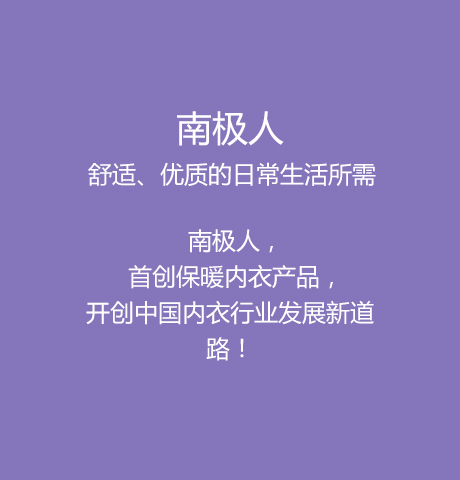 南极人
舒适、优质的日常生活所需
南极人，
首创保暖内衣产品，
开创中国内衣行业发展新道
路！